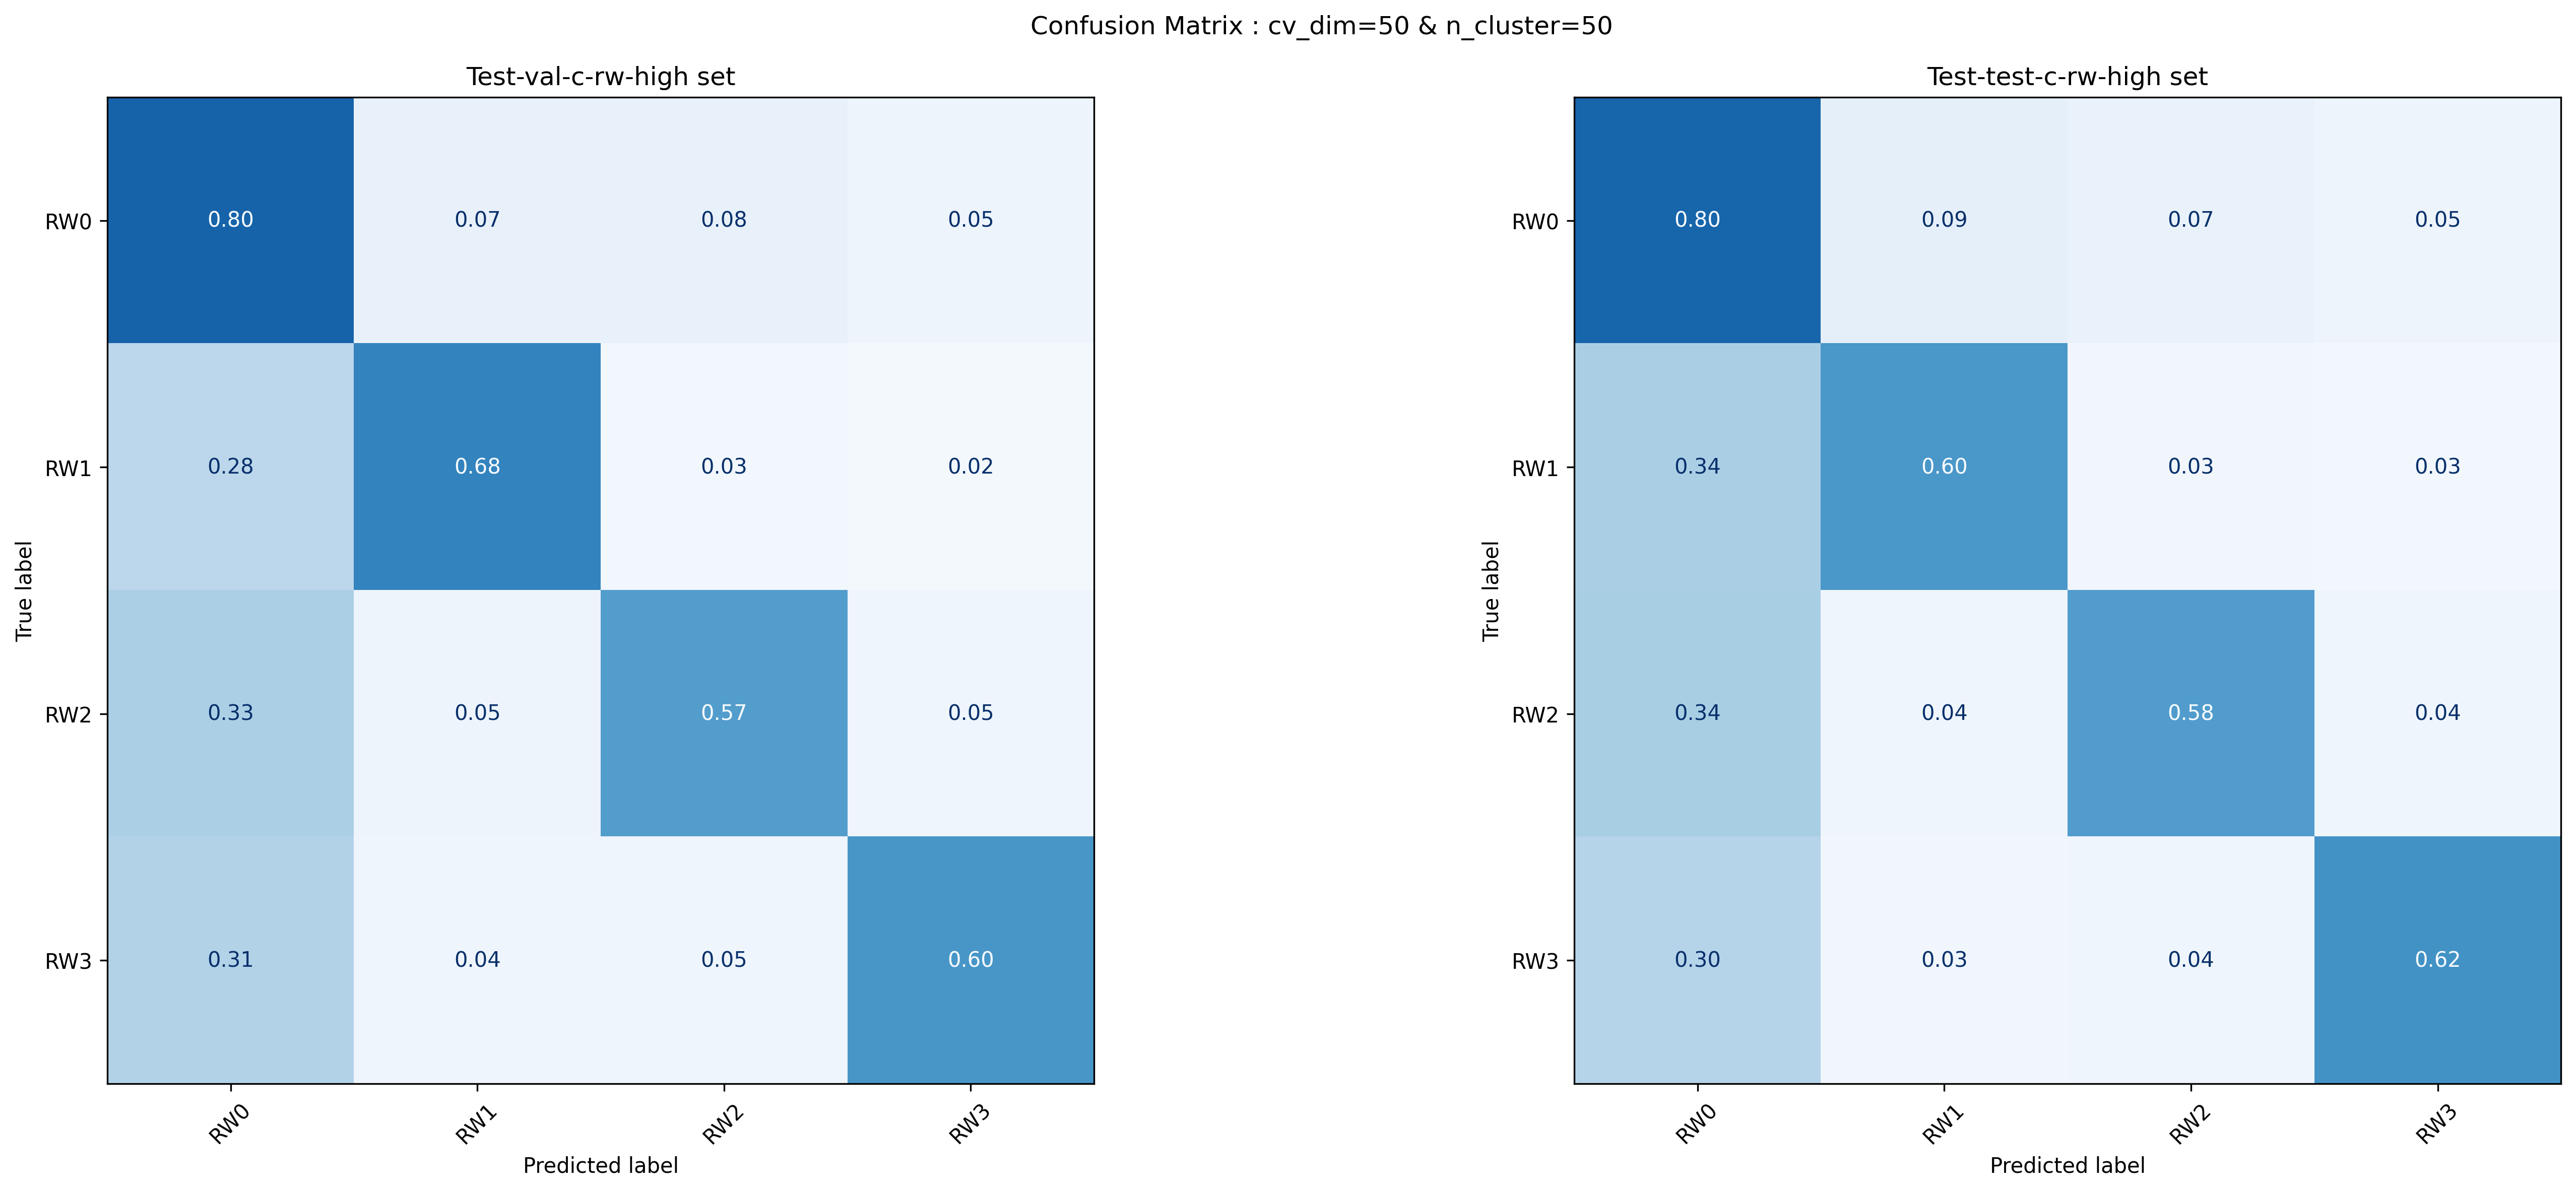 Confusion Matrix : cv_dim=50 & n_cluster=50
Test-val-c-rw-high set
True label
RW0 0.80 0.07 0.08 0.05
RW1 0.28 0.68 0.03 0.02
RW2 0.33 0.05 0.57 0.05
RW3 0.31 0.04 0.05 0.60
RW0 RW1 RW2 RW3
Predicted label
Test-test-c-rw-high set
True label
RW0 0.80 0.09 0.07 0.05
RW1 0.34 0.60 0.03 0.03
RW2 0.34 0.04 0.58 0.04
RW3 0.30 0.03 0.04 0.62
RW0 RW1 RW2 RW3
Predicted label